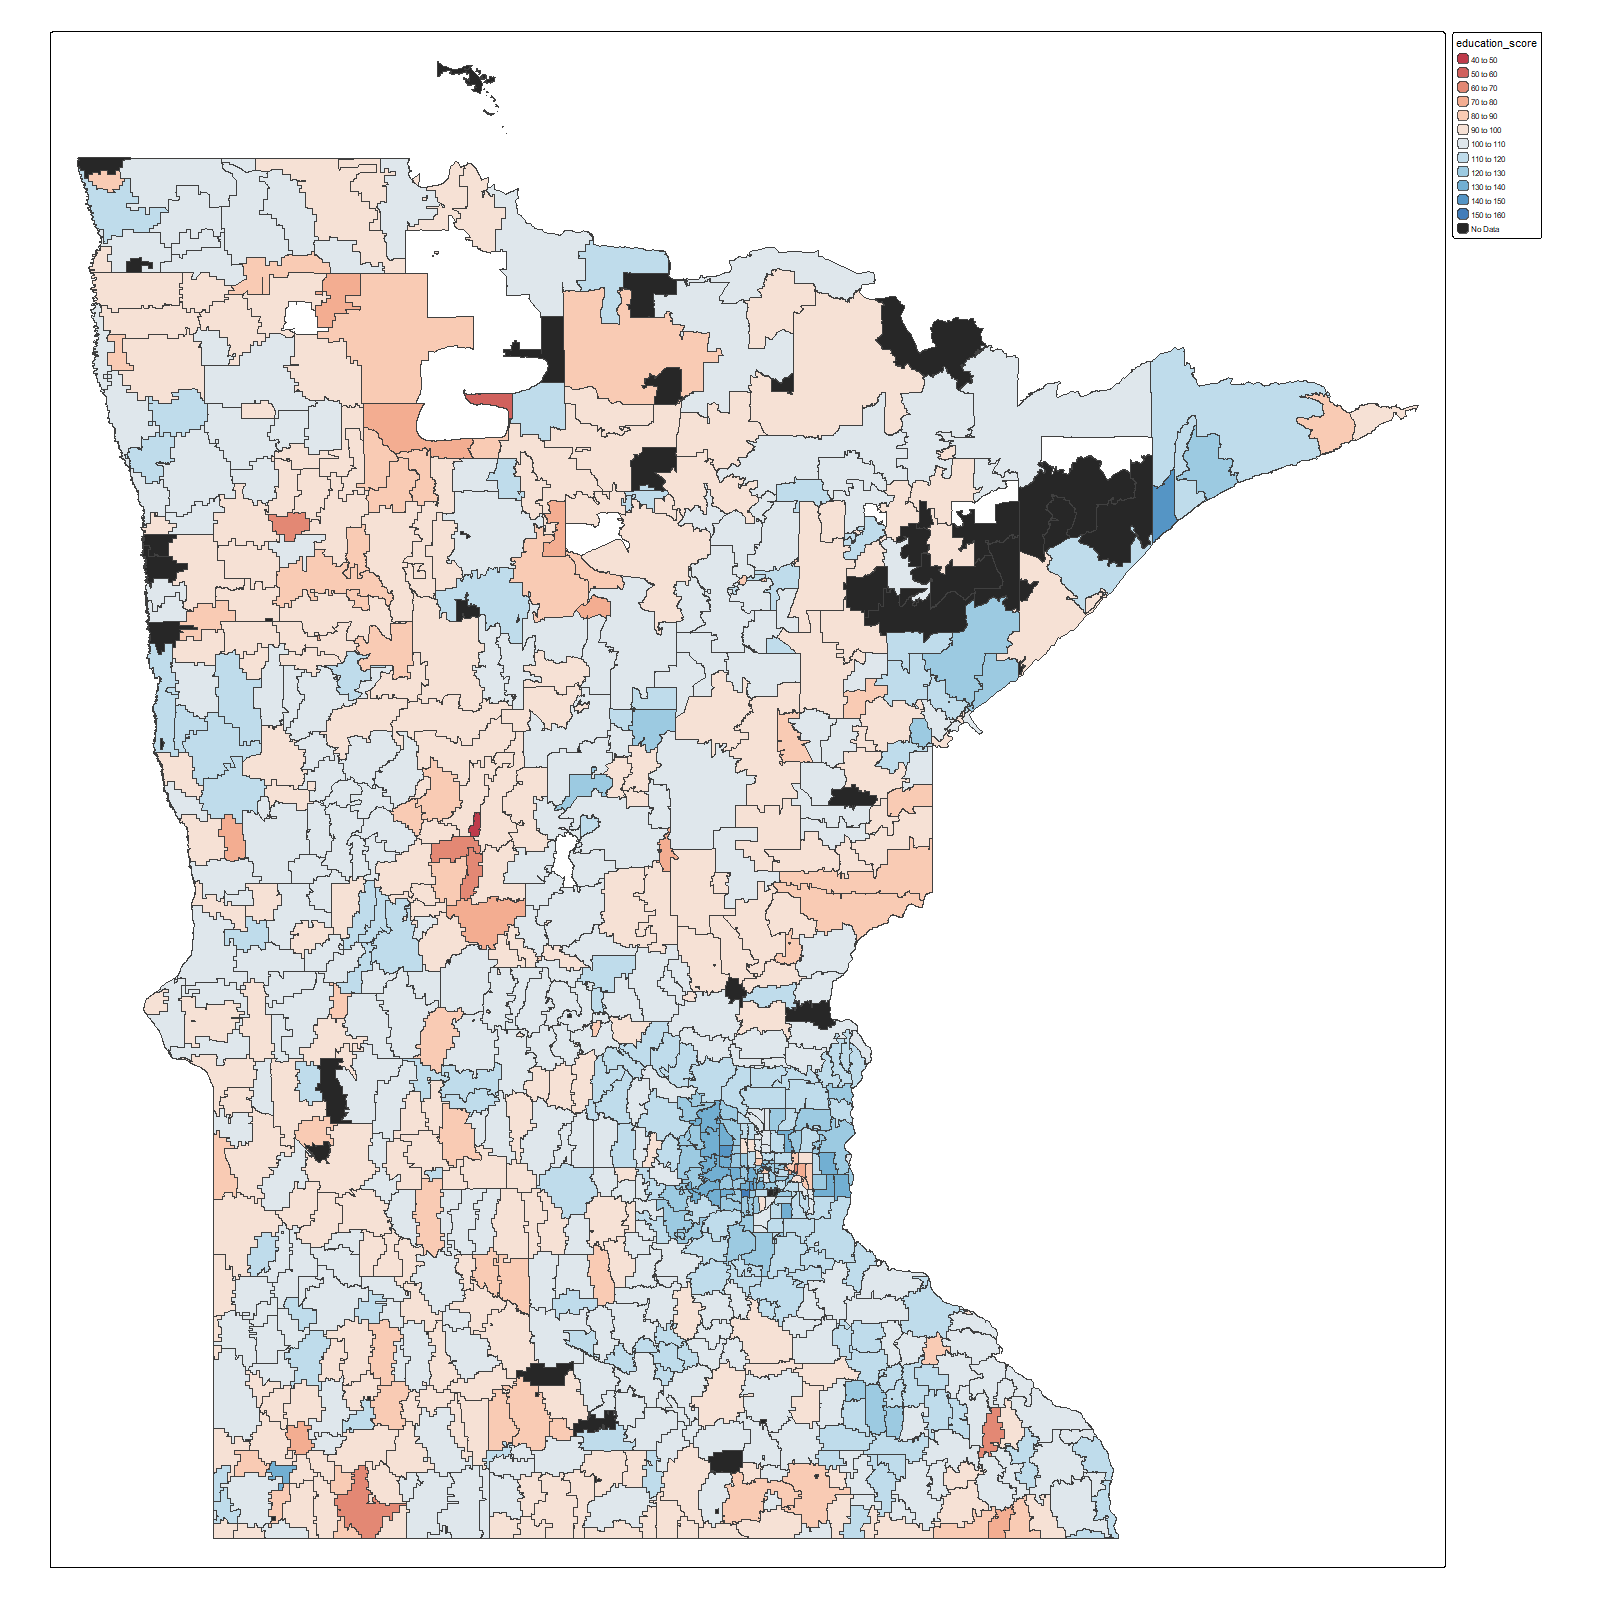 education_score
40 to 50
50 to 60
60 to 70
70 to 80
80 to 90
90 to 100
100 to 110
110 to 120
120 to 130
130 to 140
140 to 150
150 to 160
No Data